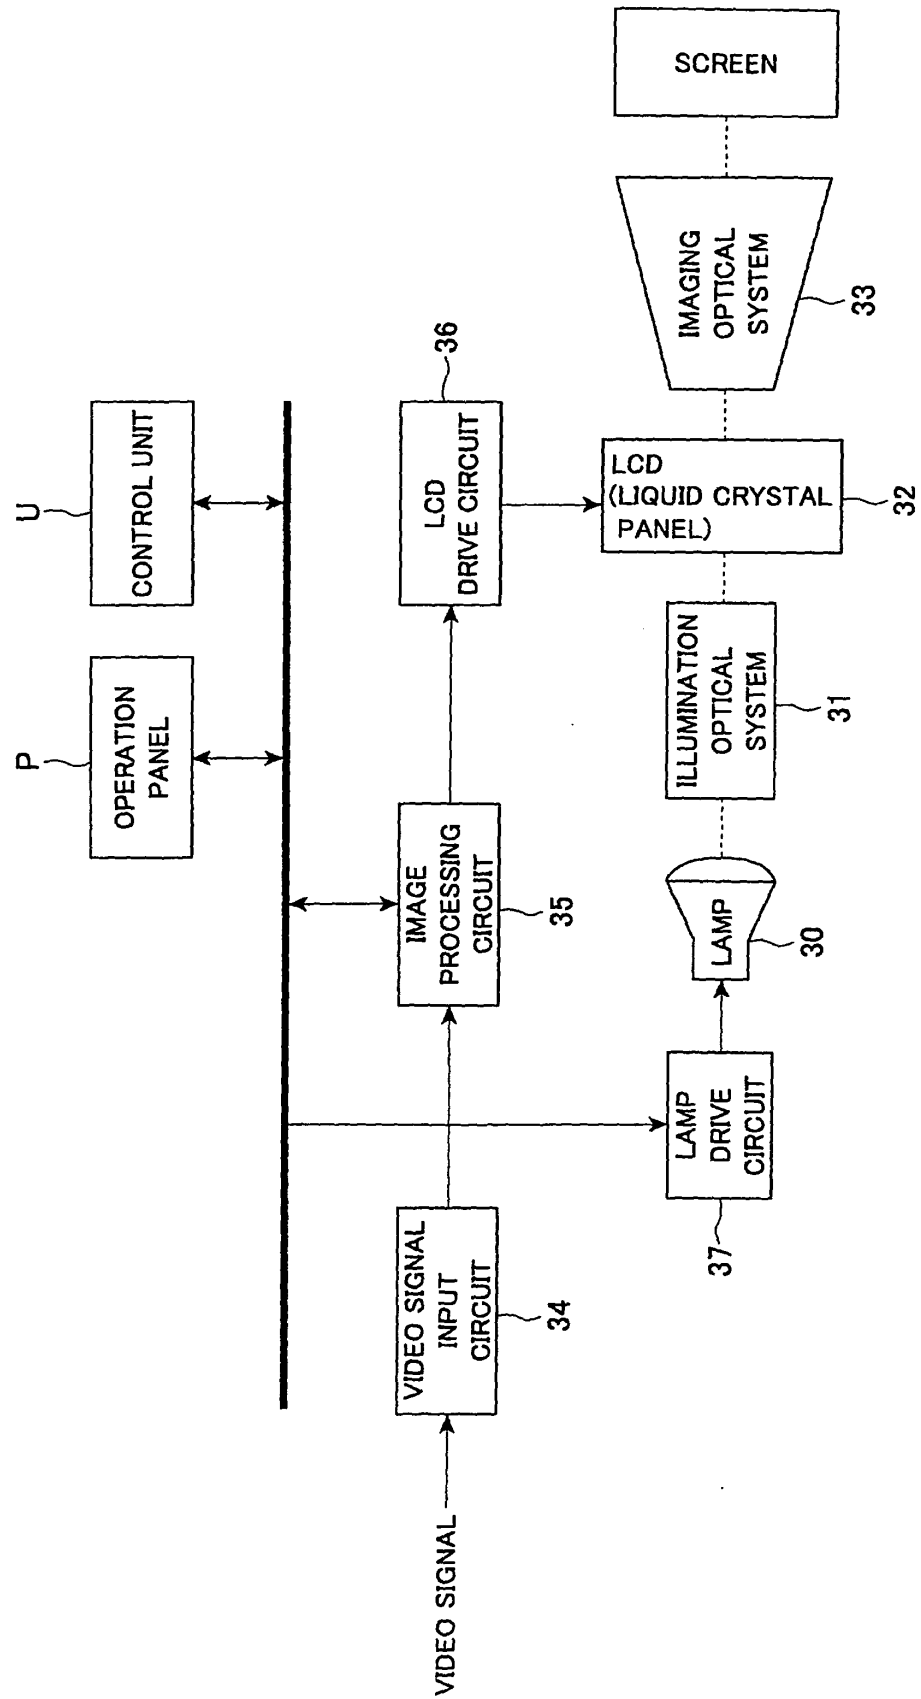 U
CONTROL UNIT
P
OPERATION
PANEL
36
LCD
DRIVE CIRCUIT
IMAGE
PROCESSING
CIRCUIT
35
VIDEO SIGNAL
INPUT
CIRCUIT
34
VIDEO SIGNAL
SCREEN
IMAGING
OPTICAL
SYSTEM
33
LCD
(LIQUID CRYSTAL
PANEL)
32
ILLUMINATION
OPTICAL
SYSTEM
31
LAMP
30
LAMP
DRIVE
CIRCUIT
37